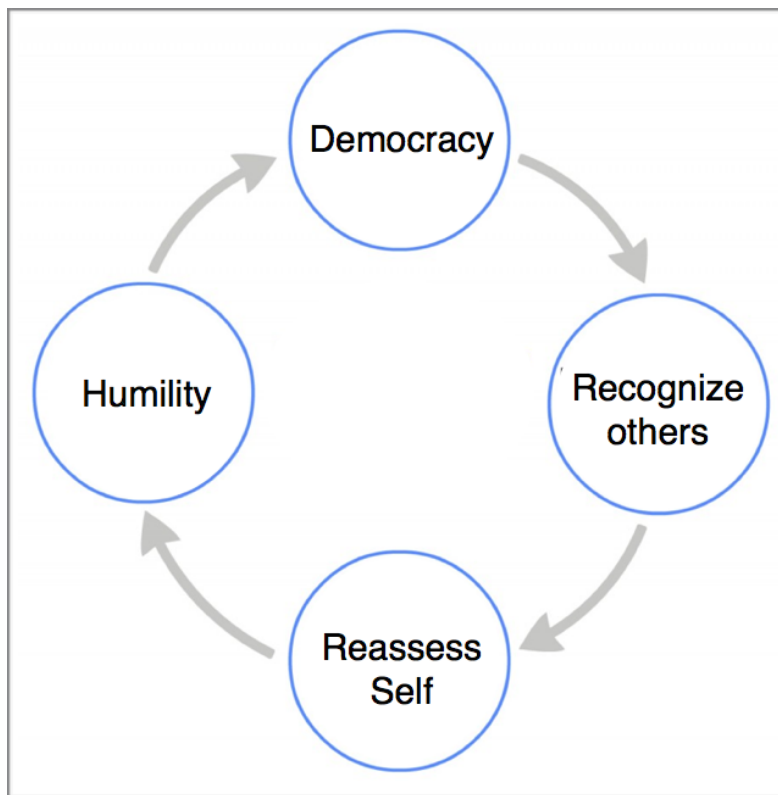 Democracy
Recognize
others
Reassess
Self
Humility